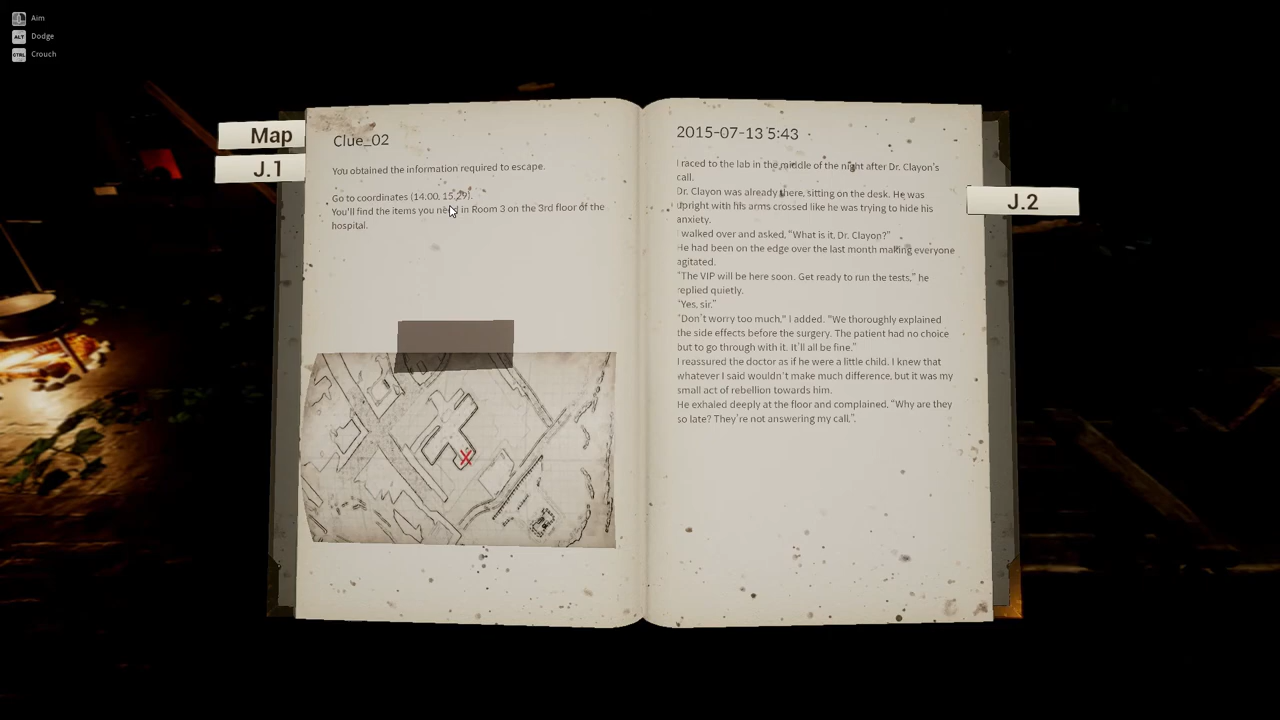 Aim
ALT Dodge
CTRL Crouch
Map
J.1
Clue_02
You obtained the information required to escape.
Go to coordinates (14.00, 15.29).
You'll find the items you need in Room 3 on the 3rd floor of the
hospital.
2015-07-13 5:43
I raced to the lab in the middle of the night after Dr. Clayon's
call.
Dr. Clayon was already there, sitting on the desk. He was
upright with his arms crossed like he was trying to hide his
anxiety.
I walked over and asked, "What is it, Dr. Clayon?"
He had been on the edge over the last month making everyone
agitated.
"The VIP will be here soon. Get ready to run the tests," he
replied quietly.
"Yes, sir."
"Don't worry too much." I added. "We thoroughly explained
the side effects before the surgery. The patient had no choice
but to go through with it. It'll all be fine."
I reassured the doctor as if he were a little child. I knew that
whatever I said wouldn't make much difference, but it was my
small act of rebellion towards him.
He exhaled deeply at the floor and complained, "Why are they
so late? They're not answering my call.".
J.2